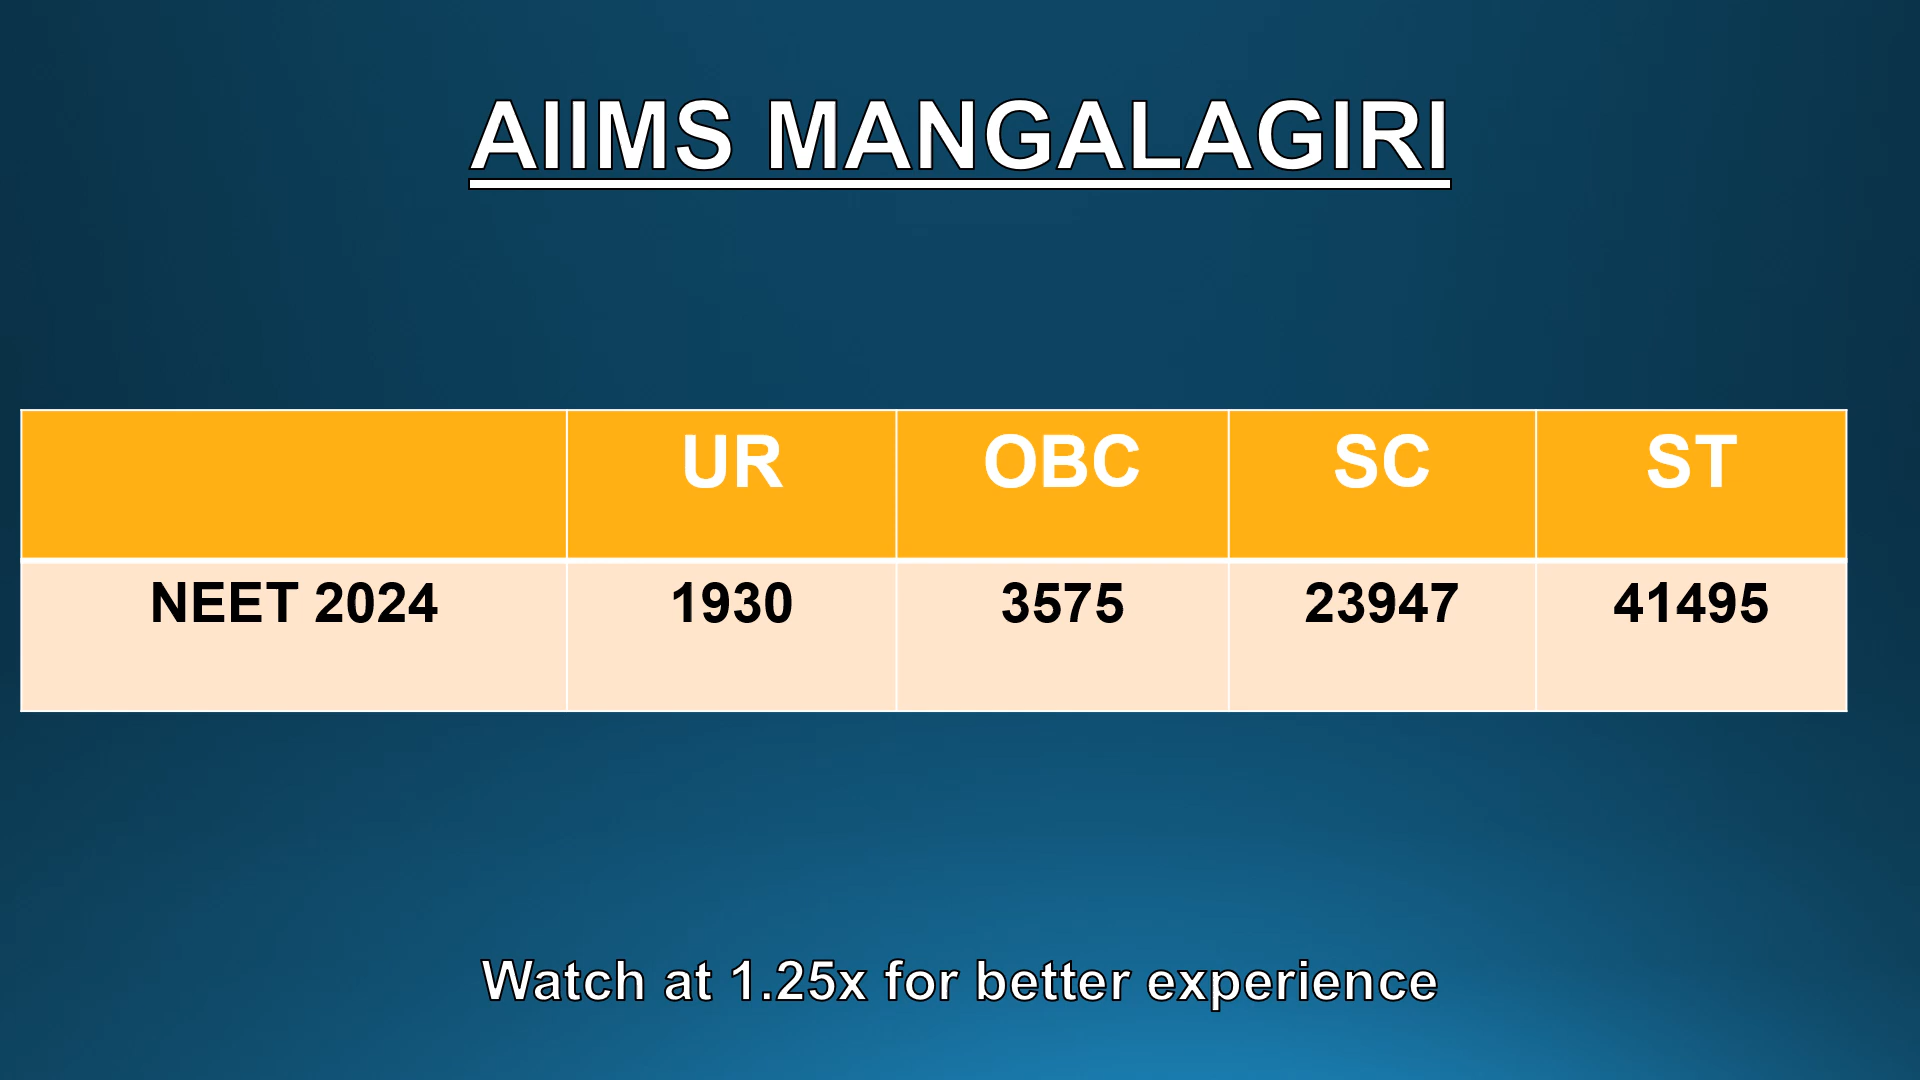 AIIMS MANGALAGIRI
UR OBC SC ST
NEET 2024 1930 3575 23947 41495
Watch at 1.25x for better experience